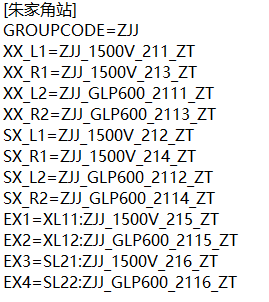 [朱家角站]
GROUPCODE=ZJJ
XX_L1=ZJJ_1500V_211_ZT
XX_R1=ZJJ_1500V_213_ZT
XX_L2=ZJJ_GLP600_2111_ZT
XX_R2=ZJJ_GLP600_2113_ZT
SX_L1=ZJJ_1500V_212_ZT
SX_R1=ZJJ_1500V_214_ZT
SX_L2=ZJJ_GLP600_2112_ZT
SX_R2=ZJJ_GLP600_2114_ZT
EX1=XL11:ZJJ_1500V_215_ZT
EX2=XL12:ZJJ_GLP600_2115_ZT
EX3=SL21:ZJJ_1500V_216_ZT
EX4=SL22:ZJJ_GLP600_2116_ZT